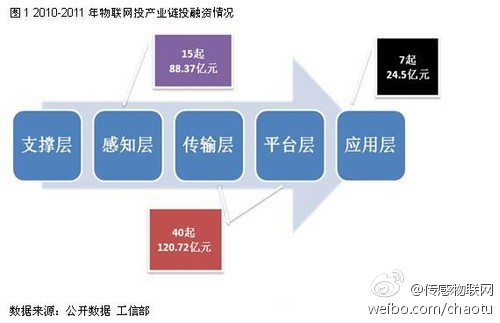 图 1 2010-2011 年物联网投产业链投融资情况
15起
88.37亿元
7起
24.5亿元
支撑层
感知层
传输层
平台层
应用层
40起
120.72亿元
@传感物联网
weibo.com/chaotu
数据来源：公开数据 工信部